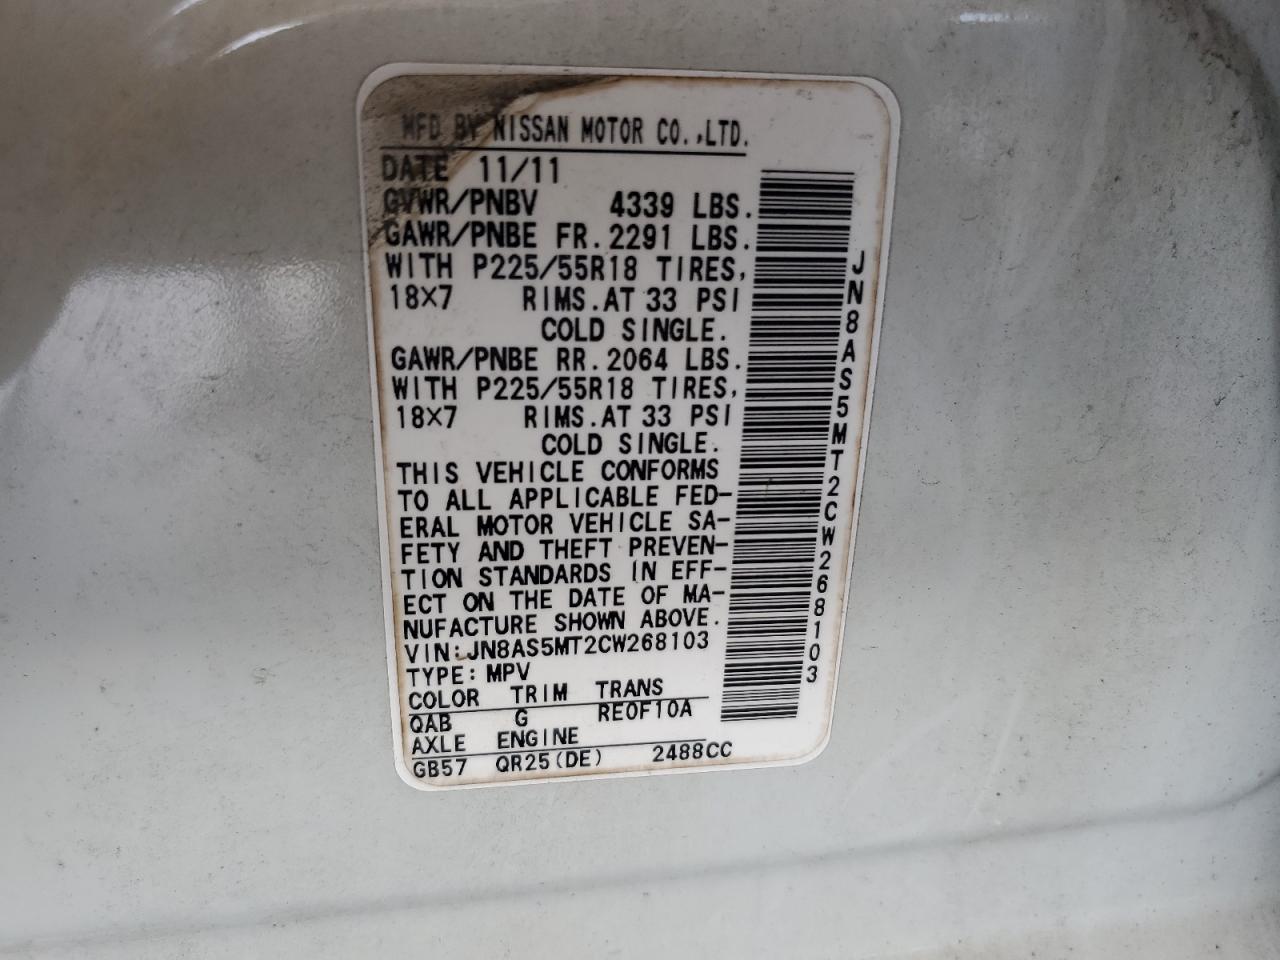 MFD BY NISSAN MOTOR CO.,LTD.
DATE 11/11
GVWR/PNBV 4339 LBS.
GAWR/PNBE FR. 2291 LBS.
WITH P225/55R18 TIRES,
18×7 RIMS. AT 33 PSI
COLD SINGLE.
GAWR/PNBE RR. 2064 LBS.
WITH P225/55R18 TIRES,
18×7 RIMS. AT 33 PSI
COLD SINGLE.
THIS VEHICLE CONFORMS
TO ALL APPLICABLE FED-
ERAL MOTOR VEHICLE SA-
FETY AND THEFT PREVEN-
TION STANDARDS IN EFF-
ECT ON THE DATE OF MA-
NUFACTURE SHOWN ABOVE.
VIN:JN8AS5MT2CW268103
TYPE: MPV
COLOR TRIM TRANS
QAB G RE0F10A
AXLE ENGINE
GB57 QR25(DE) 2488CC
JN8AS5MT2CW268103